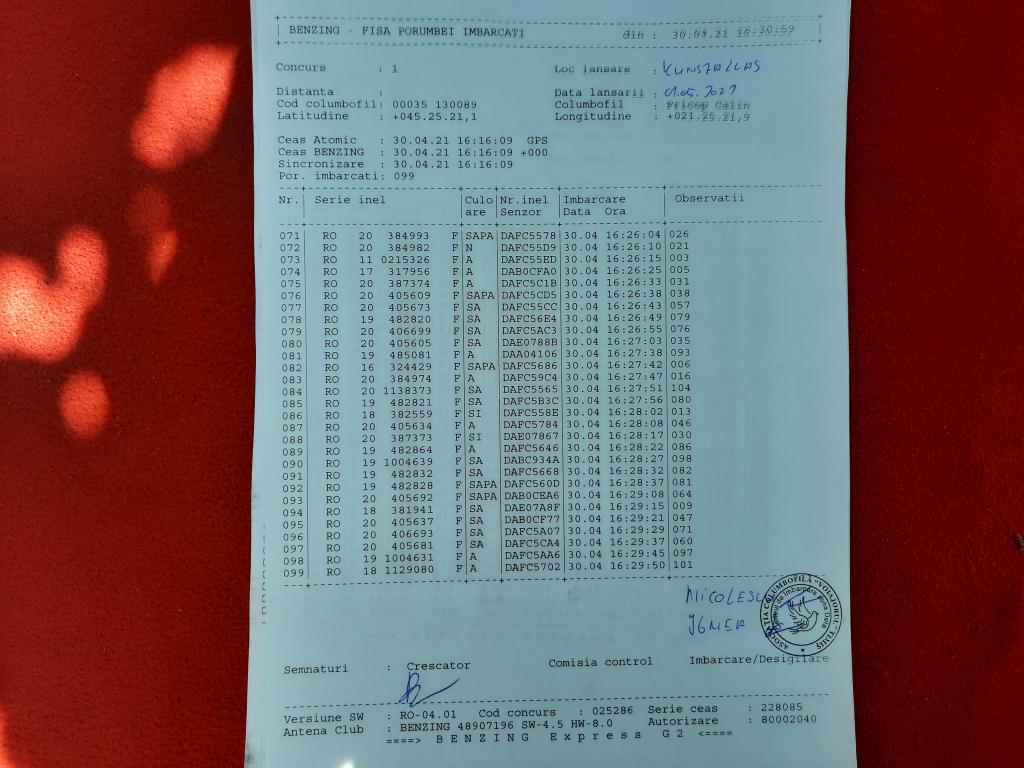 BENZING - FISA PORUMBEI IMBARCATI din : 30.04.21 16:30:59
Concurs : 1 Loc lansare :
Distanta : Data lansarii : 01.05.2021
Cod columbofil: 00035 130089 Columbofil : Pricop Calin
Latitudine : +045.25.21,1 Longitudine : +021.25.21,9
Ceas Atomic : 30.04.21 16:16:09 GPS
Ceas BENZING : 30.04.21 16:16:09 +000
Sincronizare : 30.04.21 16:16:09
Por. imbarcati: 099
Nr. Serie inel Culo Nr.inel Imbarcare Observatii
are Senzor Data Ora
071 RO 20 384993 F SAPA DAFC5578 30.04 16:26:04 026
072 RO 20 384982 F N DAFC55D9 30.04 16:26:10 021
073 RO 11 0215326 F A DAFC55ED 30.04 16:26:15 003
074 RO 17 317956 F A DAB0CFA0 30.04 16:26:25 005
075 RO 20 387374 F A DAFC5C1B 30.04 16:26:33 031
076 RO 20 405609 F SAPA DAFC5CD5 30.04 16:26:38 038
077 RO 20 405673 F SA DAFC55CC 30.04 16:26:43 057
078 RO 19 482820 F SA DAFC56E4 30.04 16:26:49 079
079 RO 20 406699 F SA DAFC5AC3 30.04 16:26:55 076
080 RO 20 405605 F SA DAE0788B 30.04 16:27:03 035
081 RO 19 485081 F A DAA04106 30.04 16:27:38 093
082 RO 16 324429 F SAPA DAFC5686 30.04 16:27:42 006
083 RO 20 384974 F A DAFC59C4 30.04 16:27:47 016
084 RO 20 1138373 F SA DAFC5565 30.04 16:27:51 104
085 RO 19 482821 F SA DAFC5B3C 30.04 16:27:56 080
086 RO 18 382559 F SI DAFC558E 30.04 16:28:02 013
087 RO 20 405634 F A DAFC5784 30.04 16:28:08 046
088 RO 20 387373 F SI DAE07867 30.04 16:28:17 030
089 RO 19 482864 F A DAFC5646 30.04 16:28:22 086
090 RO 19 1004639 F SA DABC934A 30.04 16:28:27 098
091 RO 19 482832 F SA DAFC5668 30.04 16:28:32 082
092 RO 19 482828 F SAPA DAFC560D 30.04 16:28:37 081
093 RO 20 405692 F SAPA DAB0CEA6 30.04 16:29:08 064
094 RO 18 381941 F SA DAE07A8F 30.04 16:29:15 009
095 RO 20 405637 F SA DAB0CF77 30.04 16:29:21 047
096 RO 20 406693 F SA DAFC5A07 30.04 16:29:29 071
097 RO 20 405681 F SA DAFC5CA4 30.04 16:29:37 060
098 RO 19 1004631 F A DAFC5AA6 30.04 16:29:45 097
099 RO 18 1129080 F A DAFC5702 30.04 16:29:50 101
ASOCIATIA COLUMBOFILĂ "VOIAJORUL" TIMIȘ
Semnaturi : Crescator Comisia control Imbarcare/Desigilare
Versiune SW : RO-04.01 Cod concurs : 025286 Serie ceas : 228085
Antena Club : BENZING 48907196 SW-4.5 HW-8.0 Autorizare : 80002040
====> BENZING Express G2 <====